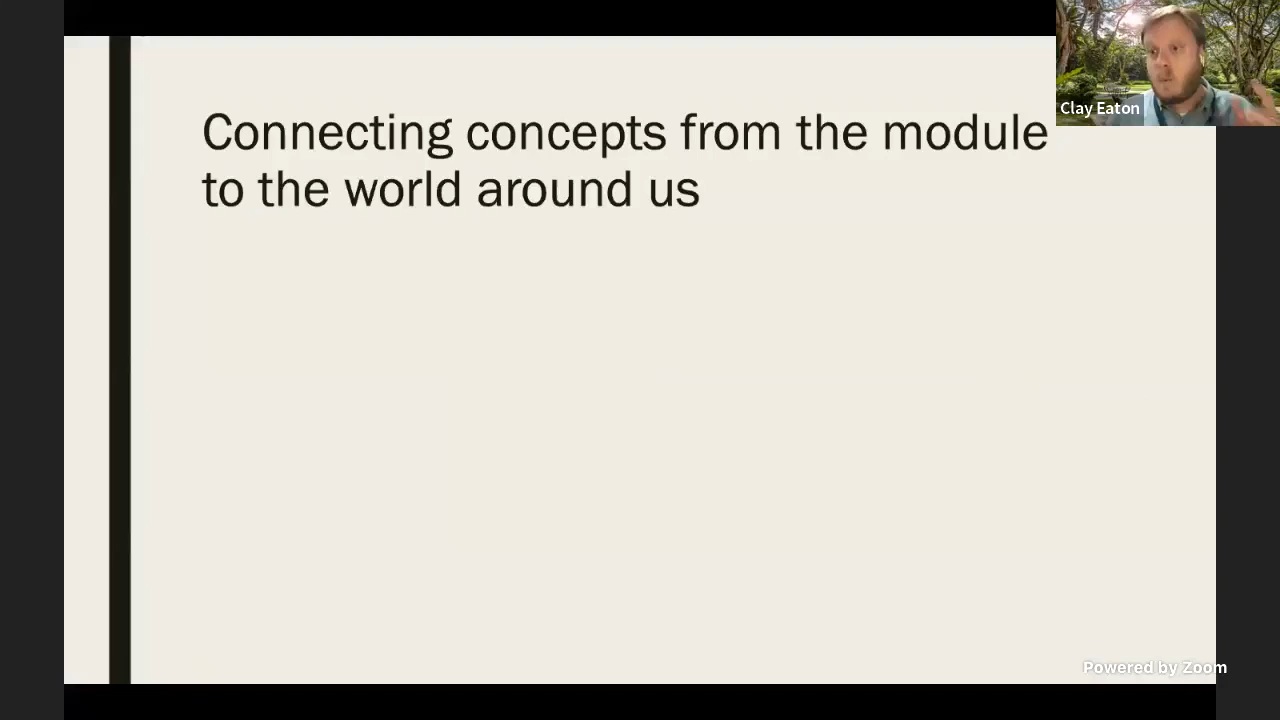 Connecting concepts from the module
to the world around us
Clay Eaton
Powered by Zoom